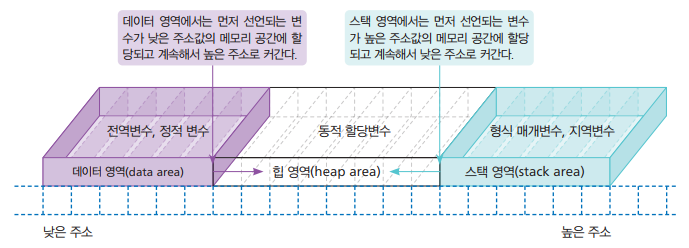 데이터 영역에서는 먼저 선언되는 변
수가 낮은 주소값의 메모리 공간에 할
당되고 계속해서 높은 주소로 커간다.
스택 영역에서는 먼저 선언되는 변수
가 높은 주소값의 메모리 공간에 할당
되고 계속해서 낮은 주소로 커간다.
전역변수, 정적 변수
동적 할당변수
형식 매개변수, 지역변수
데이터 영역(data area)
힙 영역(heap area)
스택 영역(stack area)
낮은 주소
높은 주소